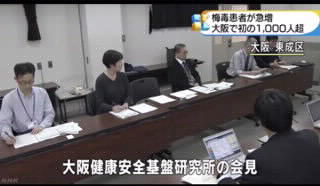 梅毒患者が急増
大阪で初の1,000人超
大阪 東成区
大阪健康安全基盤研究所の会見
NHK